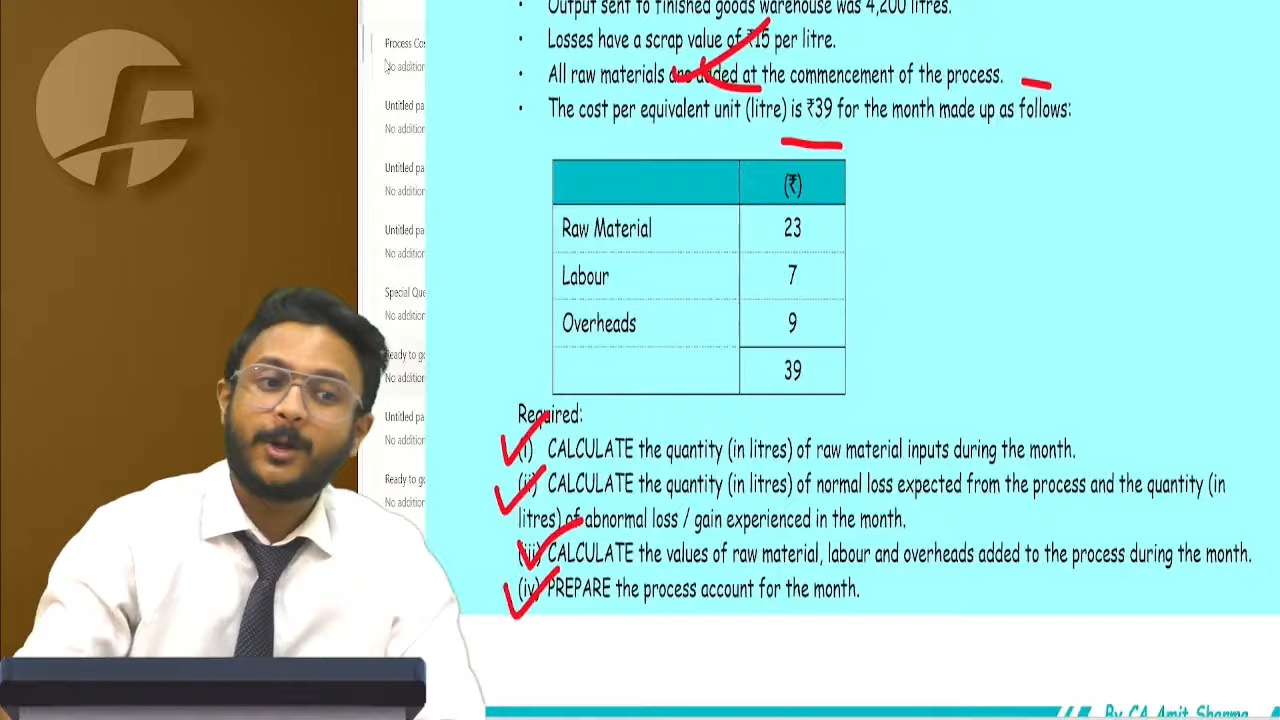 Output sent to finished goods warehouse was 4,200 litres.
Losses have a scrap value of ₹15 per litre.
All raw materials are added at the commencement of the process.
The cost per equivalent unit (litre) is ₹39 for the month made up as follows:
(₹)
Raw Material 23
Labour 7
Overheads 9
39
Required:
(i) CALCULATE the quantity (in litres) of raw material inputs during the month.
(ii) CALCULATE the quantity (in litres) of normal loss expected from the process and the quantity (in
litres) of abnormal loss / gain experienced in the month.
(iii) CALCULATE the values of raw material, labour and overheads added to the process during the month.
(iv) PREPARE the process account for the month.
Process Cos
No addition
Untitled pa
No addition
Untitled pa
No addition
Untitled pa
No addition
Special Que
No addition
Ready to go
No addition
Untitled pa
No addition
Ready to go
No addition
By CA Amit Sharma